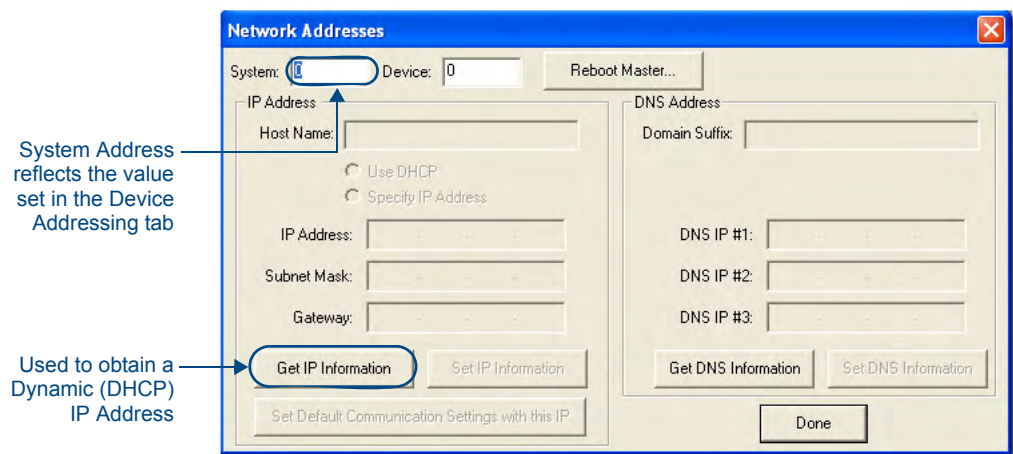 Network Addresses
System: 0 Device: 0 Reboot Master...
IP Address
Host Name:
Use DHCP
Specify IP Address
IP Address:
Subnet Mask:
Gateway:
Get IP Information Set IP Information
Set Default Communication Settings with this IP
DNS Address
Domain Suffix:
DNS IP #1:
DNS IP #2:
DNS IP #3:
Get DNS Information Set DNS Information
Done
System Address
reflects the value
set in the Device
Addressing tab
Used to obtain a
Dynamic (DHCP)
IP Address